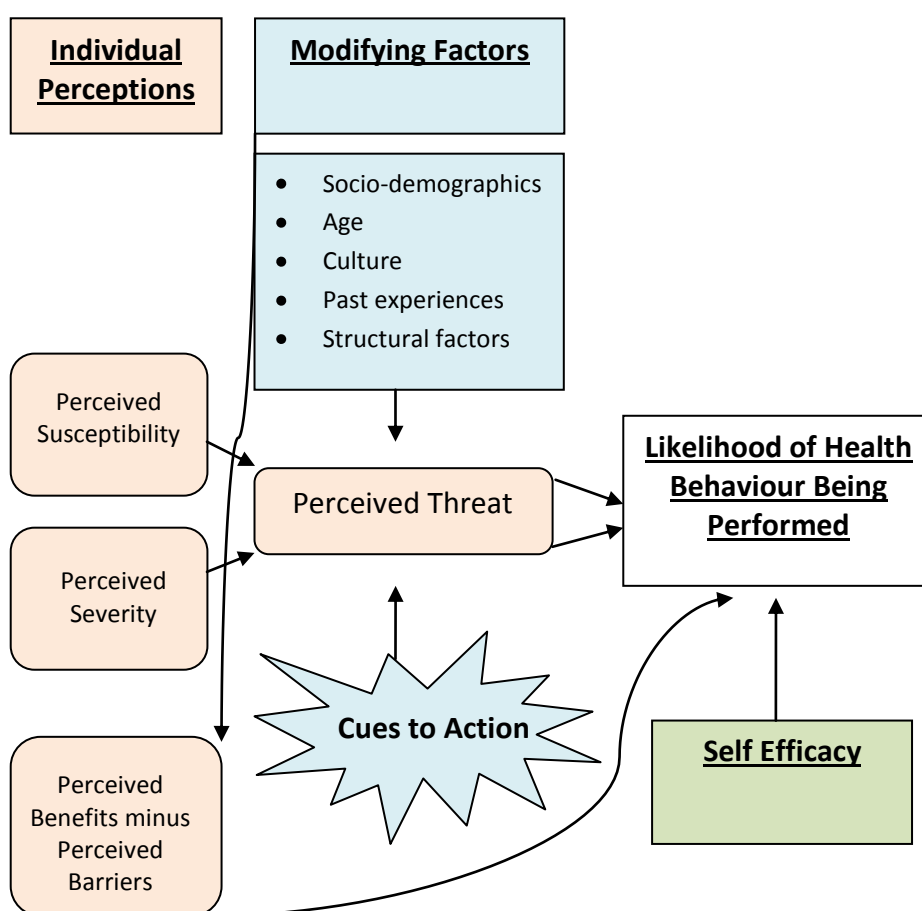 Individual
Perceptions
Modifying Factors
• Socio-demographics
• Age
• Culture
• Past experiences
• Structural factors
Perceived
Susceptibility
Perceived Threat
Likelihood of Health
Behaviour Being
Performed
Perceived
Severity
Cues to Action
Self Efficacy
Perceived
Benefits minus
Perceived
Barriers